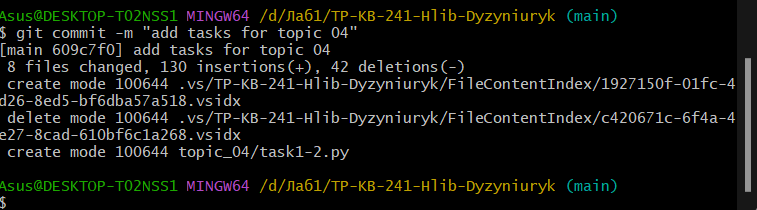 Asus@DESKTOP-TO2NSS1 MINGW64 /d/Лаб1/TP-KB-241-Hlib-Dyzyniuryk (main)
$ git commit -m "add tasks for topic 04"
[main 609c7f0] add tasks for topic 04
 8 files changed, 130 insertions(+), 42 deletions(-)
 create mode 100644 .vs/TP-KB-241-Hlib-Dyzyniuryk/FileContentIndex/1927150f-01fc-4
d26-8ed5-bf6dba57a518.vsidx
 delete mode 100644 .vs/TP-KB-241-Hlib-Dyzyniuryk/FileContentIndex/c420671c-6f4a-4
e27-8cad-610bf6c1a268.vsidx
 create mode 100644 topic_04/task1-2.py
Asus@DESKTOP-TO2NSS1 MINGW64 /d/Лаб1/TP-KB-241-Hlib-Dyzyniuryk (main)
$